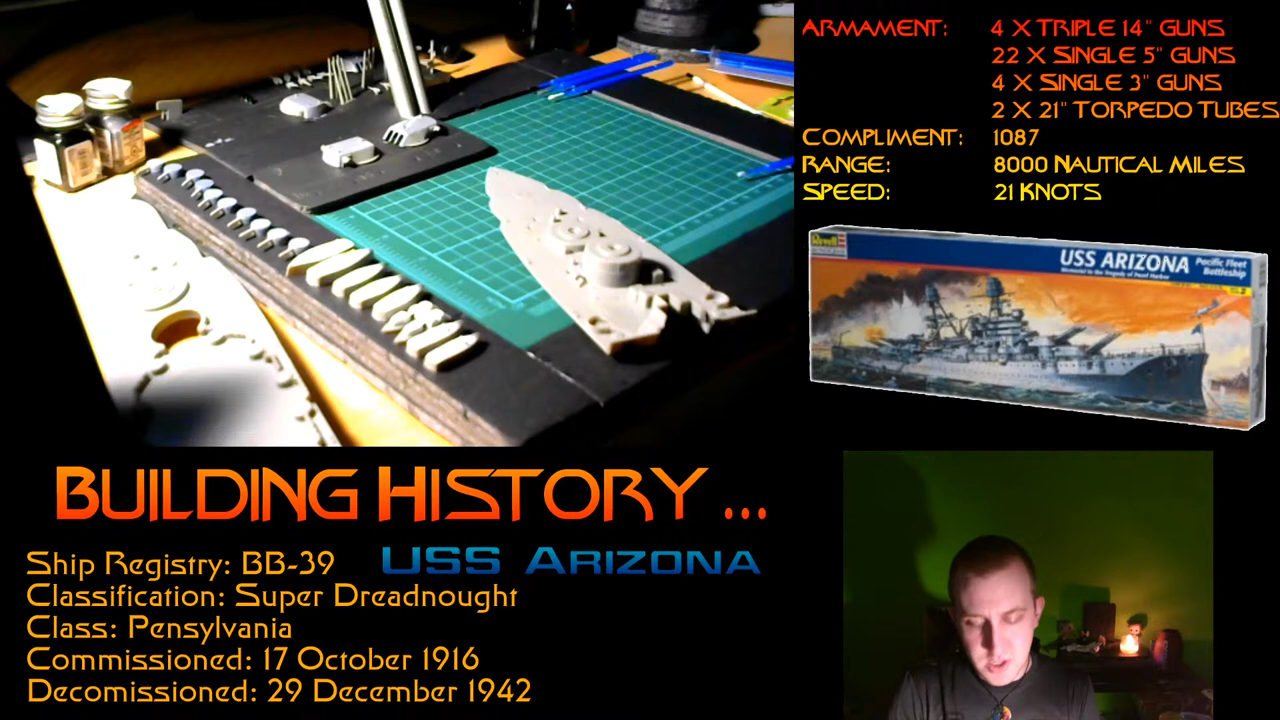 ARMAMENT: 4 X TRIPLE 14" GUNS
22 X SINGLE 5" GUNS
4 X SINGLE 3" GUNS
2 X 21" TORPEDO TUBES
COMPLIMENT: 1087
RANGE: 8000 NAUTICAL MILES
SPEED: 21 KNOTS
Revell
USS ARIZONA
Pacific Fleet
Battleship
BUILDING HISTORY ...
USS ARIZONA
Ship Registry: BB-39
Classification: Super Dreadnought
Class: Pensylvania
Commissioned: 17 October 1916
Decomissioned: 29 December 1942